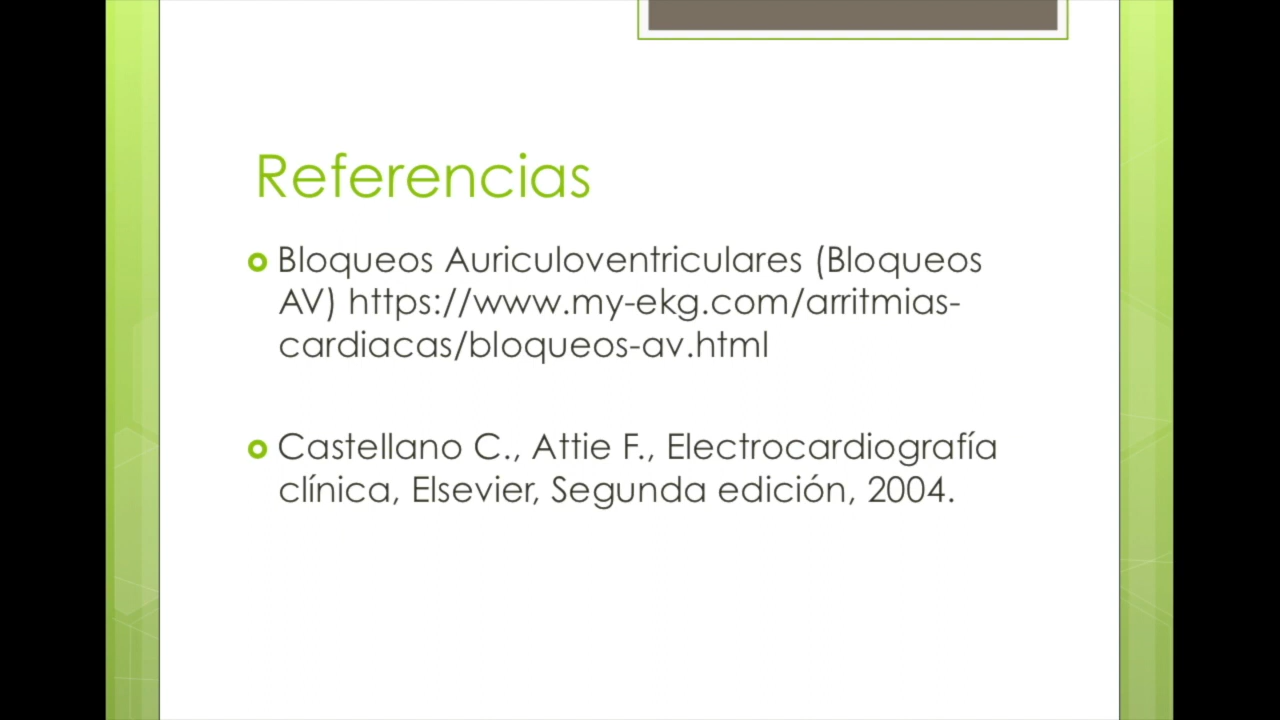 Referencias
Bloqueos Auriculoventriculares (Bloqueos
AV) https://www.my-ekg.com/arritmias-
cardiacas/bloqueos-av.html
Castellano C., Attie F., Electrocardiografía
clínica, Elsevier, Segunda edición, 2004.